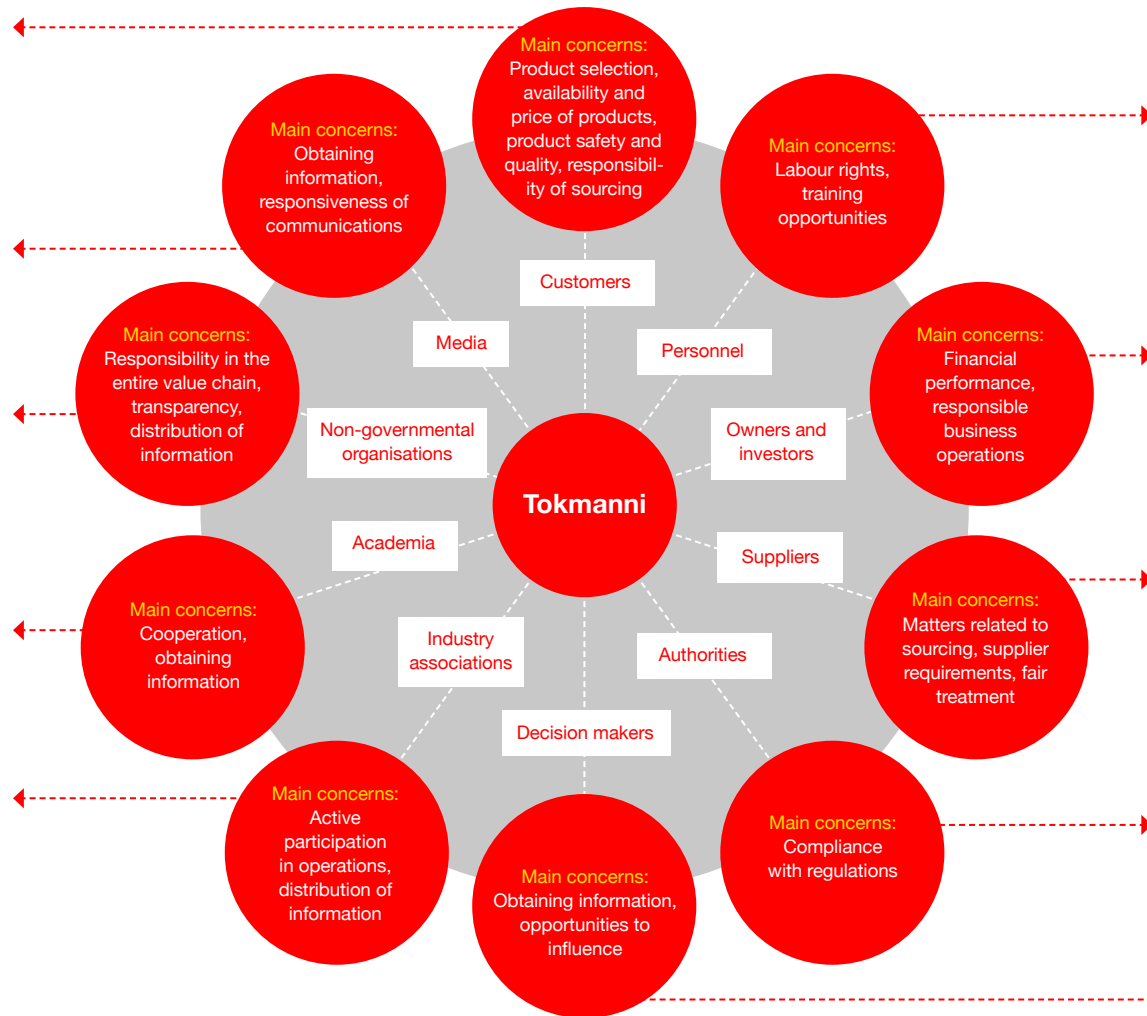 Main concerns:
Product selection,
availability and
price of products,
product safety and
quality, responsibil-
ity of sourcing
Customers
Main concerns:
Labour rights,
training
opportunities
Personnel
Main concerns:
Financial
performance,
responsible
business
operations
Owners and
investors
Main concerns:
Matters related to
sourcing, supplier
requirements, fair
treatment
Suppliers
Main concerns:
Compliance
with regulations
Authorities
Main concerns:
Obtaining information,
opportunities to
influence
Decision makers
Main concerns:
Active
participation
in operations,
distribution of
information
Industry
associations
Main concerns:
Cooperation,
obtaining
information
Academia
Main concerns:
Responsibility in the
entire value chain,
transparency,
distribution of
information
Non-governmental
organisations
Main concerns:
Obtaining
information,
responsiveness of
communications
Media
Tokmanni